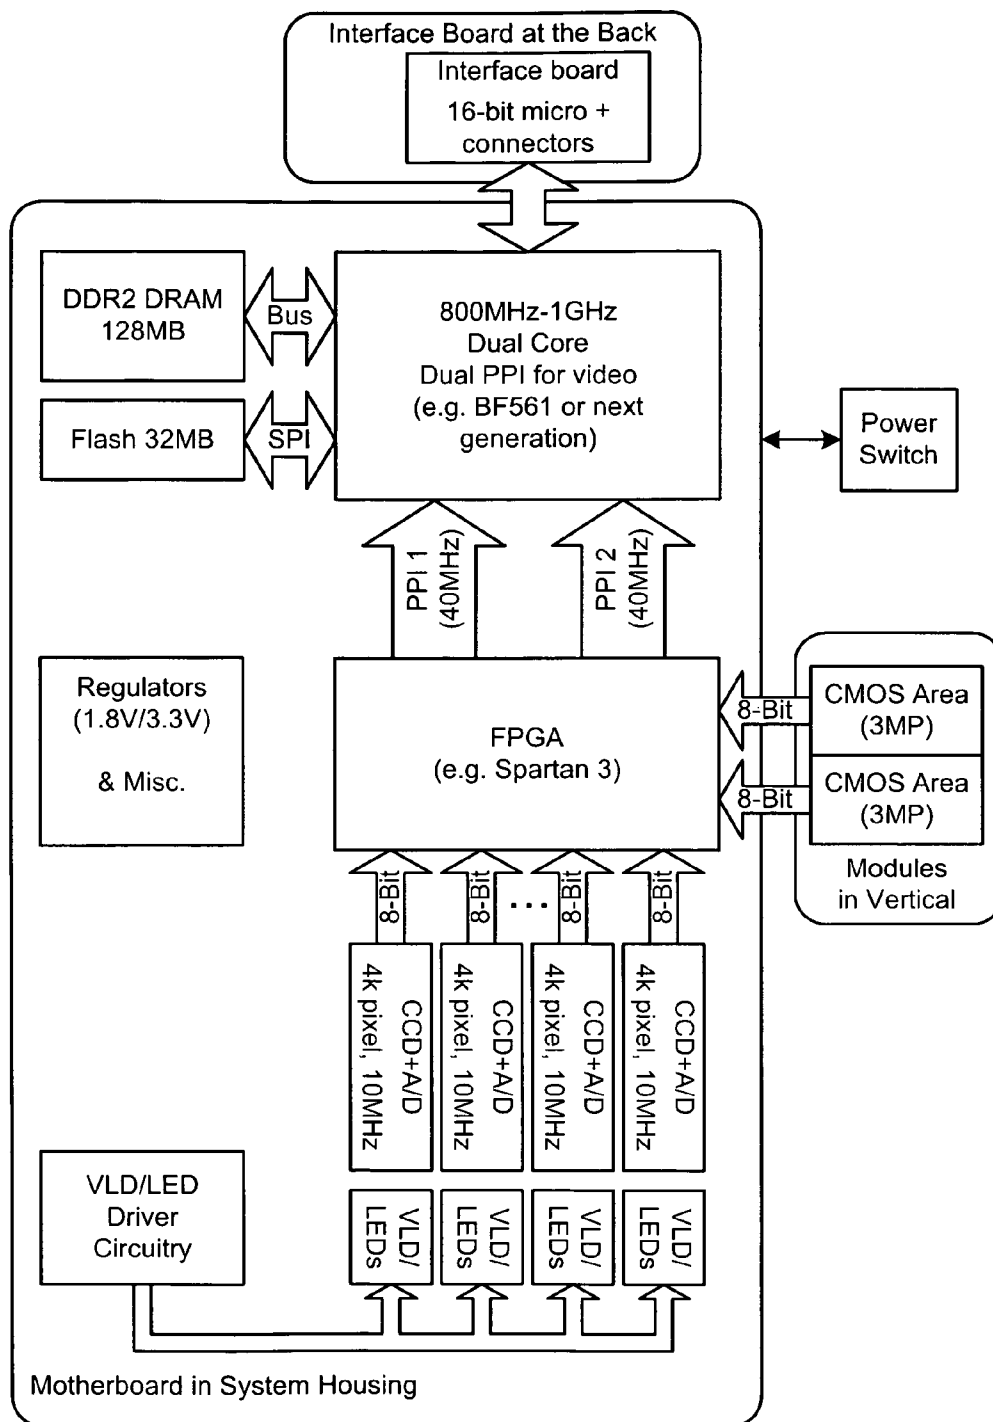 Interface Board at the Back
Interface board
16-bit micro +
connectors
DDR2 DRAM
128MB
Bus
800MHz-1GHz
Dual Core
Dual PPI for video
(e.g. BF561 or next
generation)
Flash 32MB
SPI
Power
Switch
PPI 1
(40MHz)
PPI 2
(40MHz)
Regulators
(1.8V/3.3V)
& Misc.
FPGA
(e.g. Spartan 3)
8-Bit
CMOS Area
(3MP)
8-Bit
CMOS Area
(3MP)
Modules
in Vertical
8-Bit
8-Bit
...
8-Bit
8-Bit
CCD+A/D
4k pixel, 10MHz
CCD+A/D
4k pixel, 10MHz
CCD+A/D
4k pixel, 10MHz
CCD+A/D
4k pixel, 10MHz
VLD/LED
Driver
Circuitry
VLD/
LEDs
VLD/
LEDs
VLD/
LEDs
VLD/
LEDs
Motherboard in System Housing